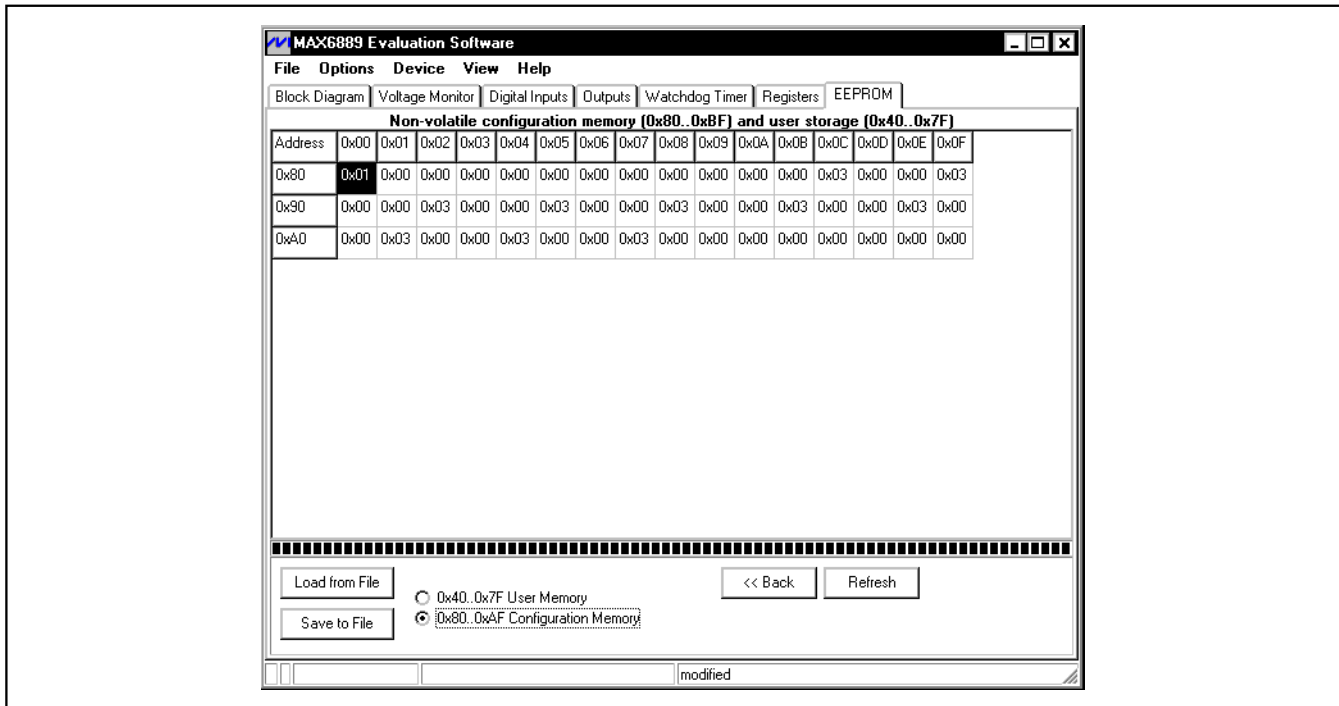 MAX6889 Evaluation Software
File Options Device View Help
Block Diagram Voltage Monitor Digital Inputs Outputs Watchdog Timer Registers EEPROM
Non-volatile configuration memory (0x80..0xBF) and user storage (0x40..0x7F)
Address 0x00 0x01 0x02 0x03 0x04 0x05 0x06 0x07 0x08 0x09 0x0A 0x0B 0x0C 0x0D 0x0E 0x0F
0x80 0x01 0x00 0x00 0x00 0x00 0x00 0x00 0x00 0x00 0x00 0x00 0x00 0x03 0x00 0x00 0x03
0x90 0x00 0x00 0x03 0x00 0x00 0x03 0x00 0x00 0x03 0x00 0x00 0x03 0x00 0x00 0x03 0x00
0xA0 0x00 0x03 0x00 0x00 0x03 0x00 0x00 0x03 0x00 0x00 0x00 0x00 0x00 0x00 0x00 0x00
Load from File
<< Back Refresh
0x40..0x7F User Memory
Save to File
0x80..0xAF Configuration Memory
modified